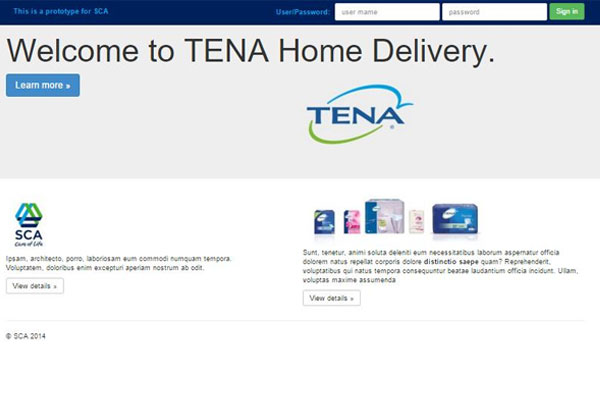 This is a prototype for SCA
User/Password:
user mame
password
Sign in
Welcome to TENA Home Delivery.
Learn more »
TENA
®
SCA
Care of Life
Ipsam, architecto, porro, laboriosam eum commodi numquam tempora.
Voluptatem, doloribus enim excepturi aperiam nostrum ab odit.
View details »
Sunt, tenetur, animi soluta deleniti eum necessitatibus laborum aspernatur officia
dolorem natus repellat corporis dolore distinctio saepe quam? Reprehenderit,
voluptatibus qui natus tempora consequuntur beatae laudantium officia incidunt. Ullam,
voluptas maxime assumenda
View details »
© SCA 2014